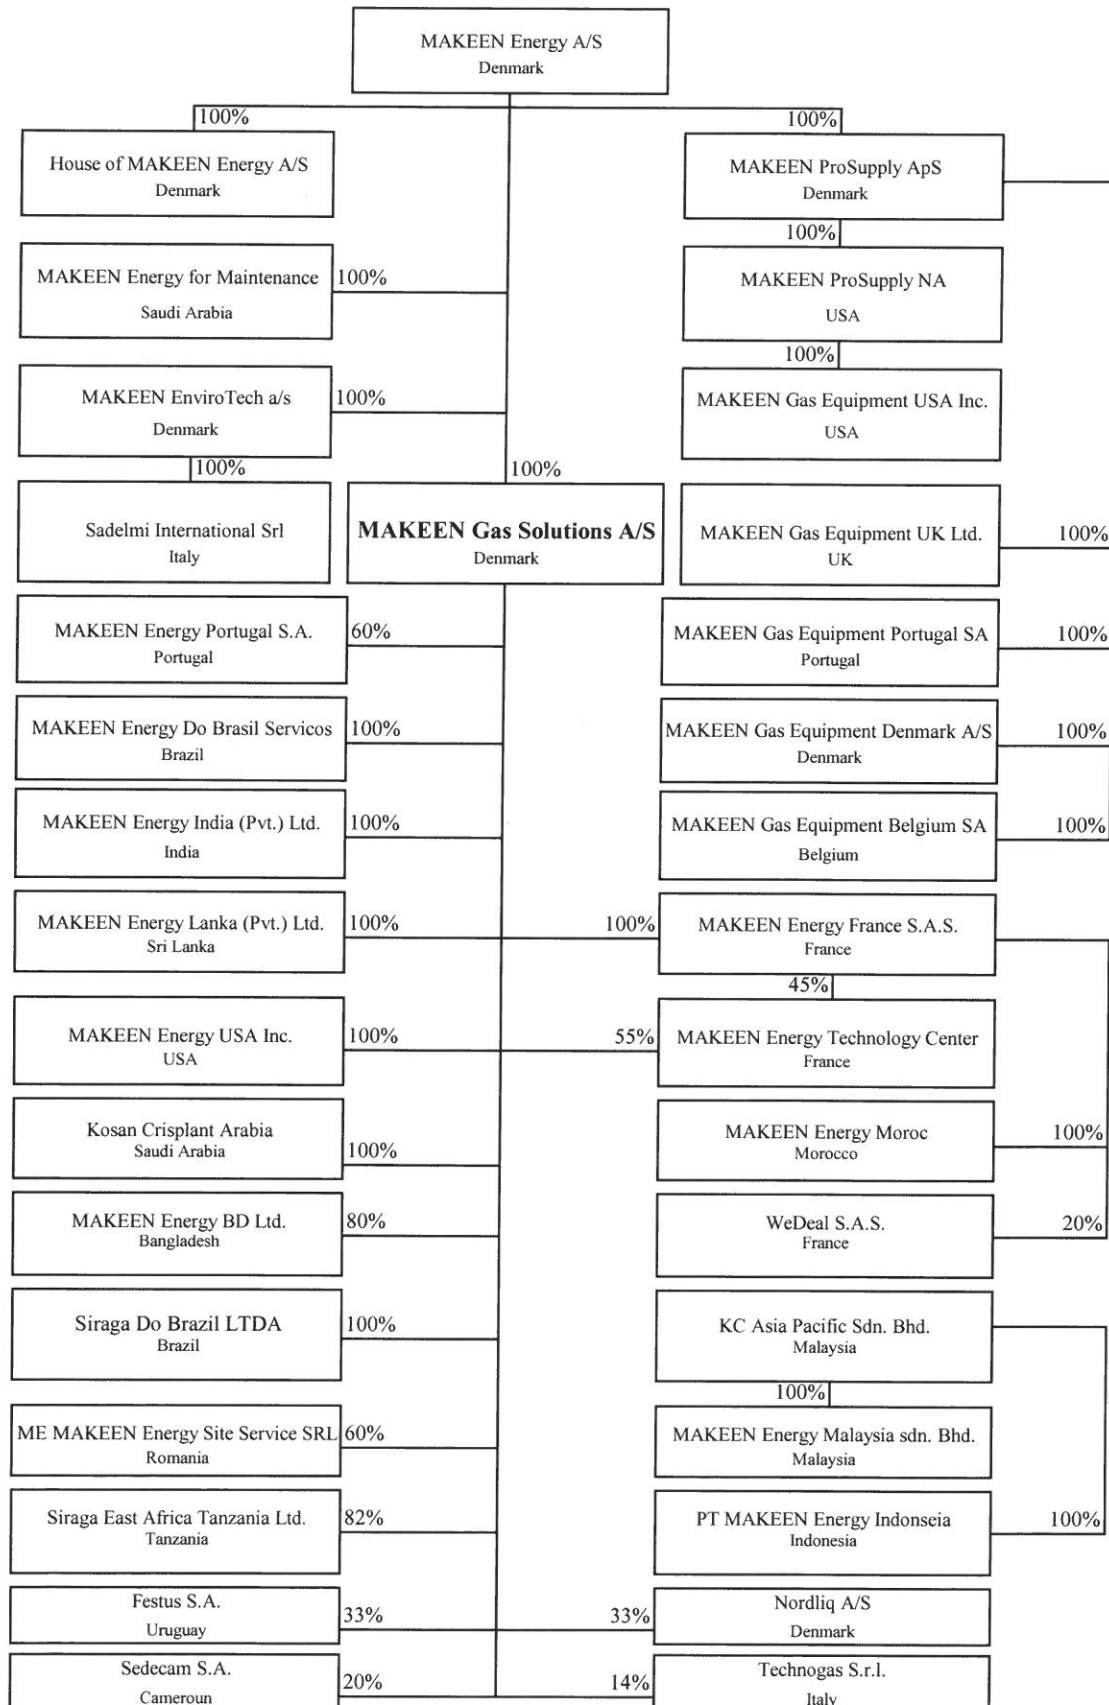 MAKEEN Energy A/S
Denmark
100%
100%
House of MAKEEN Energy A/S
Denmark
MAKEEN ProSupply ApS
Denmark
100%
MAKEEN Energy for Maintenance
Saudi Arabia
100%
MAKEEN ProSupply NA
USA
100%
MAKEEN EnviroTech a/s
Denmark
100%
MAKEEN Gas Equipment USA Inc.
USA
100%
100%
Sadelmi International Srl
Italy
MAKEEN Gas Solutions A/S
Denmark
MAKEEN Gas Equipment UK Ltd.
UK
100%
MAKEEN Energy Portugal S.A.
Portugal
60%
MAKEEN Gas Equipment Portugal SA
Portugal
100%
MAKEEN Energy Do Brasil Servicos
Brazil
100%
MAKEEN Gas Equipment Denmark A/S
Denmark
100%
MAKEEN Energy India (Pvt.) Ltd.
India
100%
MAKEEN Gas Equipment Belgium SA
Belgium
100%
MAKEEN Energy Lanka (Pvt.) Ltd.
Sri Lanka
100%
100%
MAKEEN Energy France S.A.S.
France
45%
MAKEEN Energy USA Inc.
USA
100%
55%
MAKEEN Energy Technology Center
France
Kosan Crisplant Arabia
Saudi Arabia
100%
MAKEEN Energy Moroc
Morocco
100%
MAKEEN Energy BD Ltd.
Bangladesh
80%
WeDeal S.A.S.
France
20%
Siraga Do Brazil LTDA
Brazil
100%
KC Asia Pacific Sdn. Bhd.
Malaysia
100%
ME MAKEEN Energy Site Service SRL
Romania
60%
MAKEEN Energy Malaysia sdn. Bhd.
Malaysia
Siraga East Africa Tanzania Ltd.
Tanzania
82%
PT MAKEEN Energy Indonseia
Indonesia
100%
Festus S.A.
Uruguay
33%
33%
Nordliq A/S
Denmark
Sedecam S.A.
Cameroun
20%
14%
Technogas S.r.l.
Italy